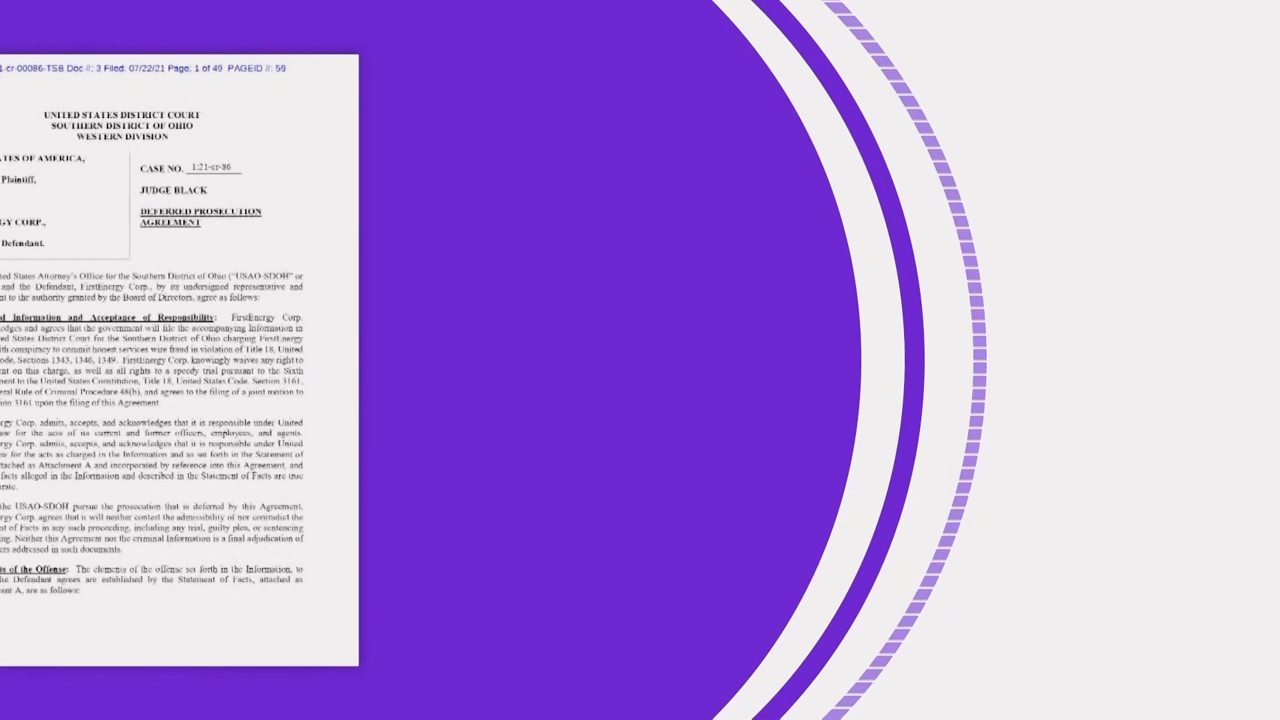 1-cr-00086-TSB Doc #: 3 Filed: 07/22/21 Page: 1 of 49 PAGEID #: 59
UNITED STATES DISTRICT COURT
SOUTHERN DISTRICT OF OHIO
WESTERN DIVISION
TES OF AMERICA,
Plaintiff,
GY CORP.,
Defendant.
CASE NO. 1:21-cr-86
JUDGE BLACK
DEFERRED PROSECUTION
AGREEMENT
ted States Attorney's Office for the Southern District of Ohio ("USAO-SDOH" or
and the Defendant, FirstEnergy Corp., by its undersigned representative and
nt to the authority granted by the Board of Directors, agree as follows:
al Information and Acceptance of Responsibility: FirstEnergy Corp.
edges and agrees that the government will file the accompanying Information in
ed States District Court for the Southern District of Ohio charging FirstEnergy
ith conspiracy to commit honest services wire fraud in violation of Title 18, United
ode, Sections 1343, 1346, 1349. FirstEnergy Corp. knowingly waives any right to
nt on this charge, as well as all rights to a speedy trial pursuant to the Sixth
ment to the United States Constitution, Title 18, United States Code, Section 3161,
eral Rule of Criminal Procedure 48(b), and agrees to the filing of a joint motion to
ion 3161 upon the filing of this Agreement.
rgy Corp. admits, accepts, and acknowledges that it is responsible under United
aw for the acts of its current and former officers, employees, and agents.
rgy Corp. admits, accepts, and acknowledges that it is responsible under United
w for the acts as charged in the Information and as set forth in the Statement of
ttached as Attachment A and incorporated by reference into this Agreement, and
facts alleged in the Information and described in the Statement of Facts are true
rate.
the USAO-SDOH pursue the prosecution that is deferred by this Agreement,
rgy Corp. agrees that it will neither contest the admissibility of nor contradict the
nt of Facts in any such proceeding, including any trial, guilty plea, or sentencing
ng. Neither this Agreement nor the criminal Information is a final adjudication of
ers addressed in such documents.
ts of the Offense: The elements of the offense set forth in the Information, to
he Defendant agrees are established by the Statement of Facts, attached as
ent A, are as follows: